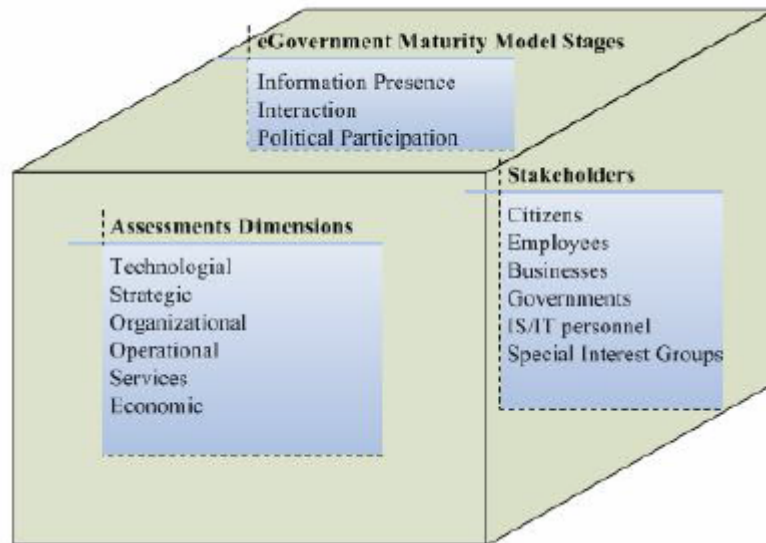 eGovernment Maturity Model Stages
Information Presence
Interaction
Political Participation
Stakeholders
Citizens
Employees
Businesses
Governments
IS/IT personnel
Special Interest Groups
Assessments Dimensions
Technologial
Strategic
Organizational
Operational
Services
Economic